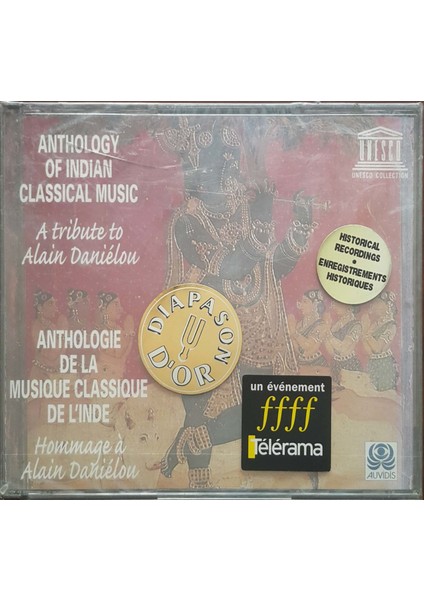 ANTHOLOGY
OF INDIAN
CLASSICAL MUSIC
A tribute to
Alain Daniélou
UNESCO
UNESCO COLLECTION
HISTORICAL
RECORDINGS
•
ENREGISTREMENTS
HISTORIQUES
DIAPASON
D'OR
ANTHOLOGIE
DE LA
MUSIQUE CLASSIQUE
DE L'INDE
Hommage à
Alain Daniélou
un événement
ffff
Télérama
AUVIDIS